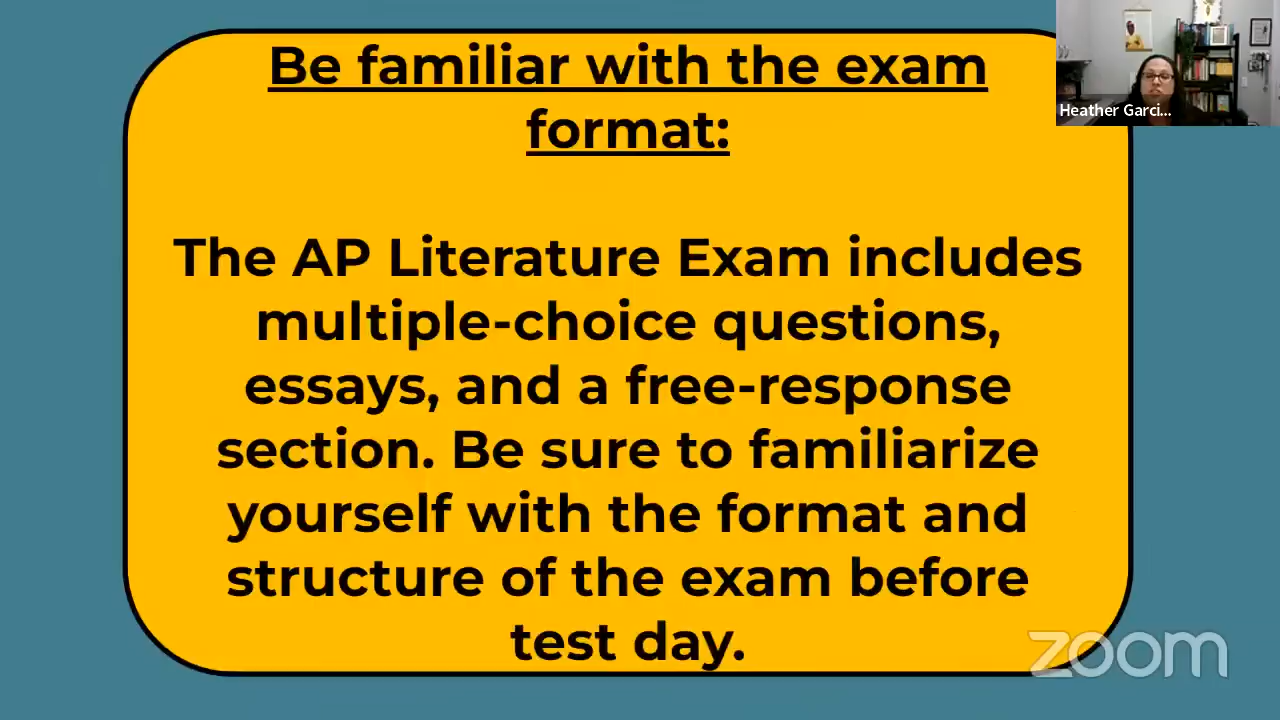 Be familiar with the exam
format:
The AP Literature Exam includes
multiple-choice questions,
essays, and a free-response
section. Be sure to familiarize
yourself with the format and
structure of the exam before
test day.
Heather Garci...
zoom